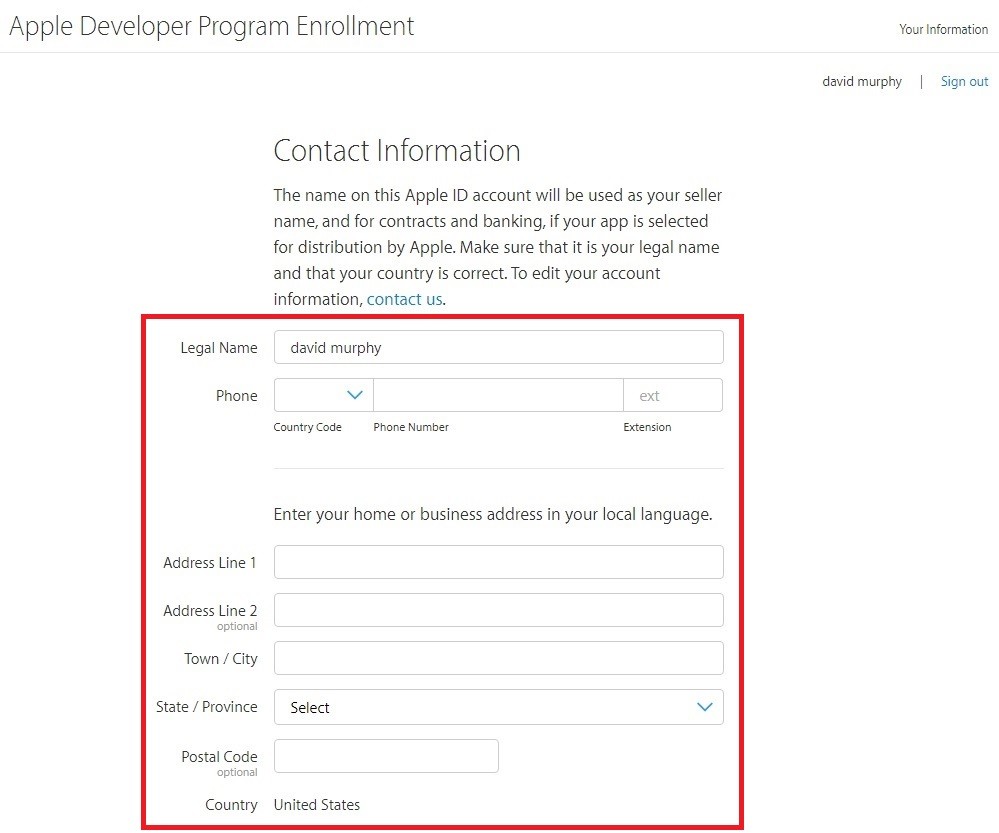 Apple Developer Program Enrollment
Your Information
david murphy | Sign out
Contact Information
The name on this Apple ID account will be used as your seller
name, and for contracts and banking, if your app is selected
for distribution by Apple. Make sure that it is your legal name
and that your country is correct. To edit your account
information, contact us.
Legal Name david murphy
Phone ext
Country Code Phone Number Extension
Enter your home or business address in your local language.
Address Line 1
Address Line 2
optional
Town / City
State / Province Select
Postal Code
optional
Country United States